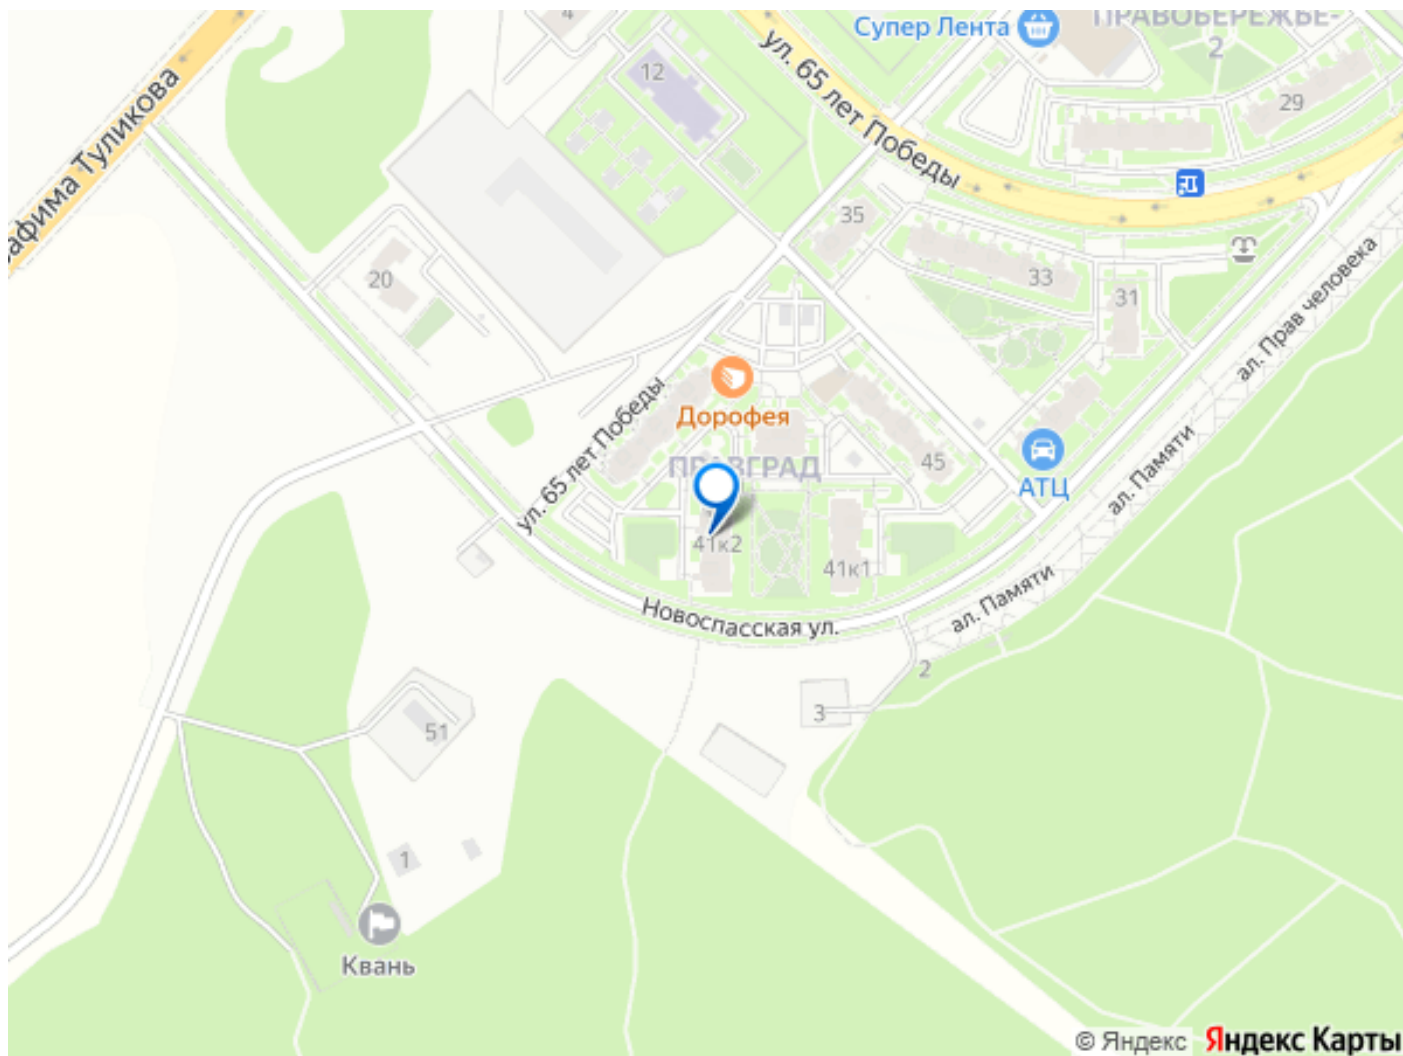 4
Супер Лента
ПРАВОБЕРЕЖЬЕ-
2
12
ул. 65 лет Победы
29
афима Туликова
35
33
31
20
ал. Прав человека
Дорофея
ул. 65 лет Победы
ПРАВГРАД
45
АТЦ
ал. Памяти
41к2
41к1
Новоспасская ул.
ал. Памяти
2
3
51
1
Квань
© Яндекс Яндекс Карты